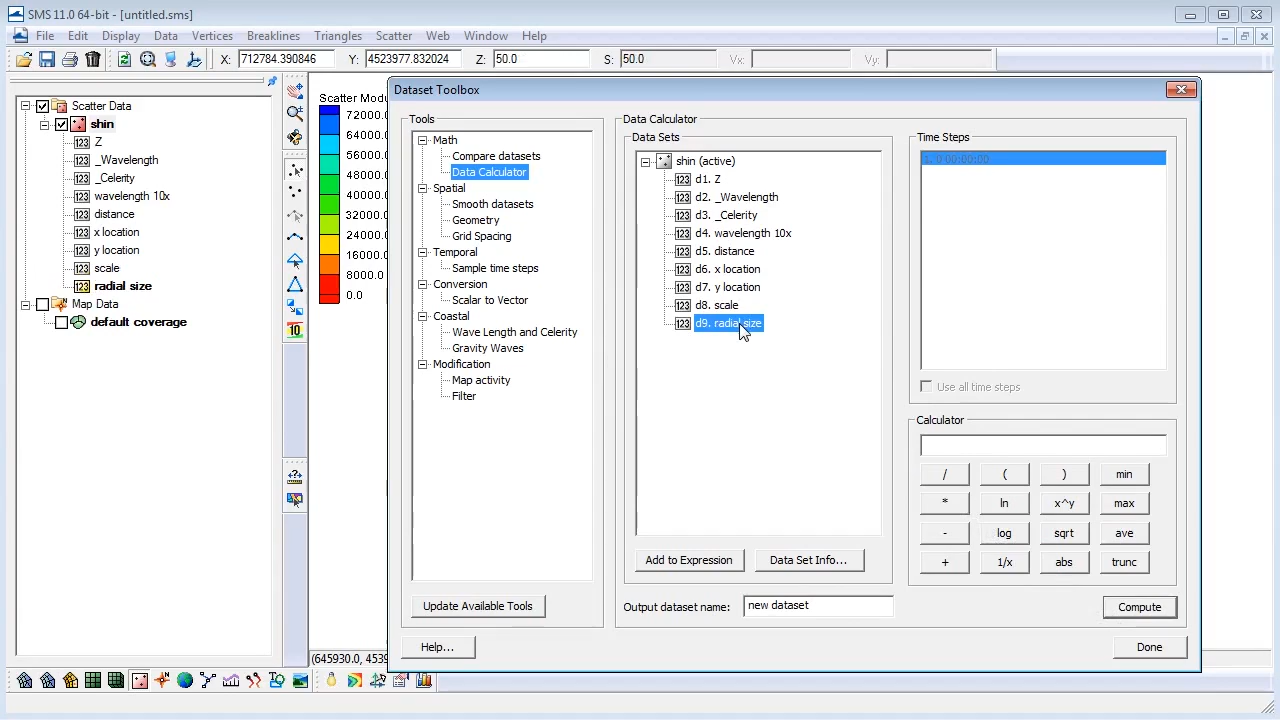 SMS 11.0 64-bit - [untitled.sms]
File Edit Display Data Vertices Breaklines Triangles Scatter Web Window Help
X: 712784.390846 Y: 4523977.832024 Z: 50.0 S: 50.0 Vx: Vy:
Scatter Data
shin
Z
_Wavelength
_Celerity
wavelength 10x
distance
x location
y location
scale
radial size
Map Data
default coverage
10
Scatter Modu
72000.
64000.
56000.
48000.
40000.
32000.
24000.
16000.
8000.0
0.0
(645930.0, 4539
Dataset Toolbox
Tools
Math
Compare datasets
Data Calculator
Spatial
Smooth datasets
Geometry
Grid Spacing
Temporal
Sample time steps
Conversion
Scalar to Vector
Coastal
Wave Length and Celerity
Gravity Waves
Modification
Map activity
Filter
Update Available Tools
Help...
Data Calculator
Data Sets
shin (active)
d1. Z
d2. _Wavelength
d3. _Celerity
d4. wavelength 10x
d5. distance
d6. x location
d7. y location
d8. scale
d9. radial size
Add to Expression Data Set Info...
Output dataset name: new dataset
Time Steps
1. 0 00:00:00
Use all time steps
Calculator
/ ( ) min
* ln x^y max
- log sqrt ave
+ 1/x abs trunc
Compute
Done